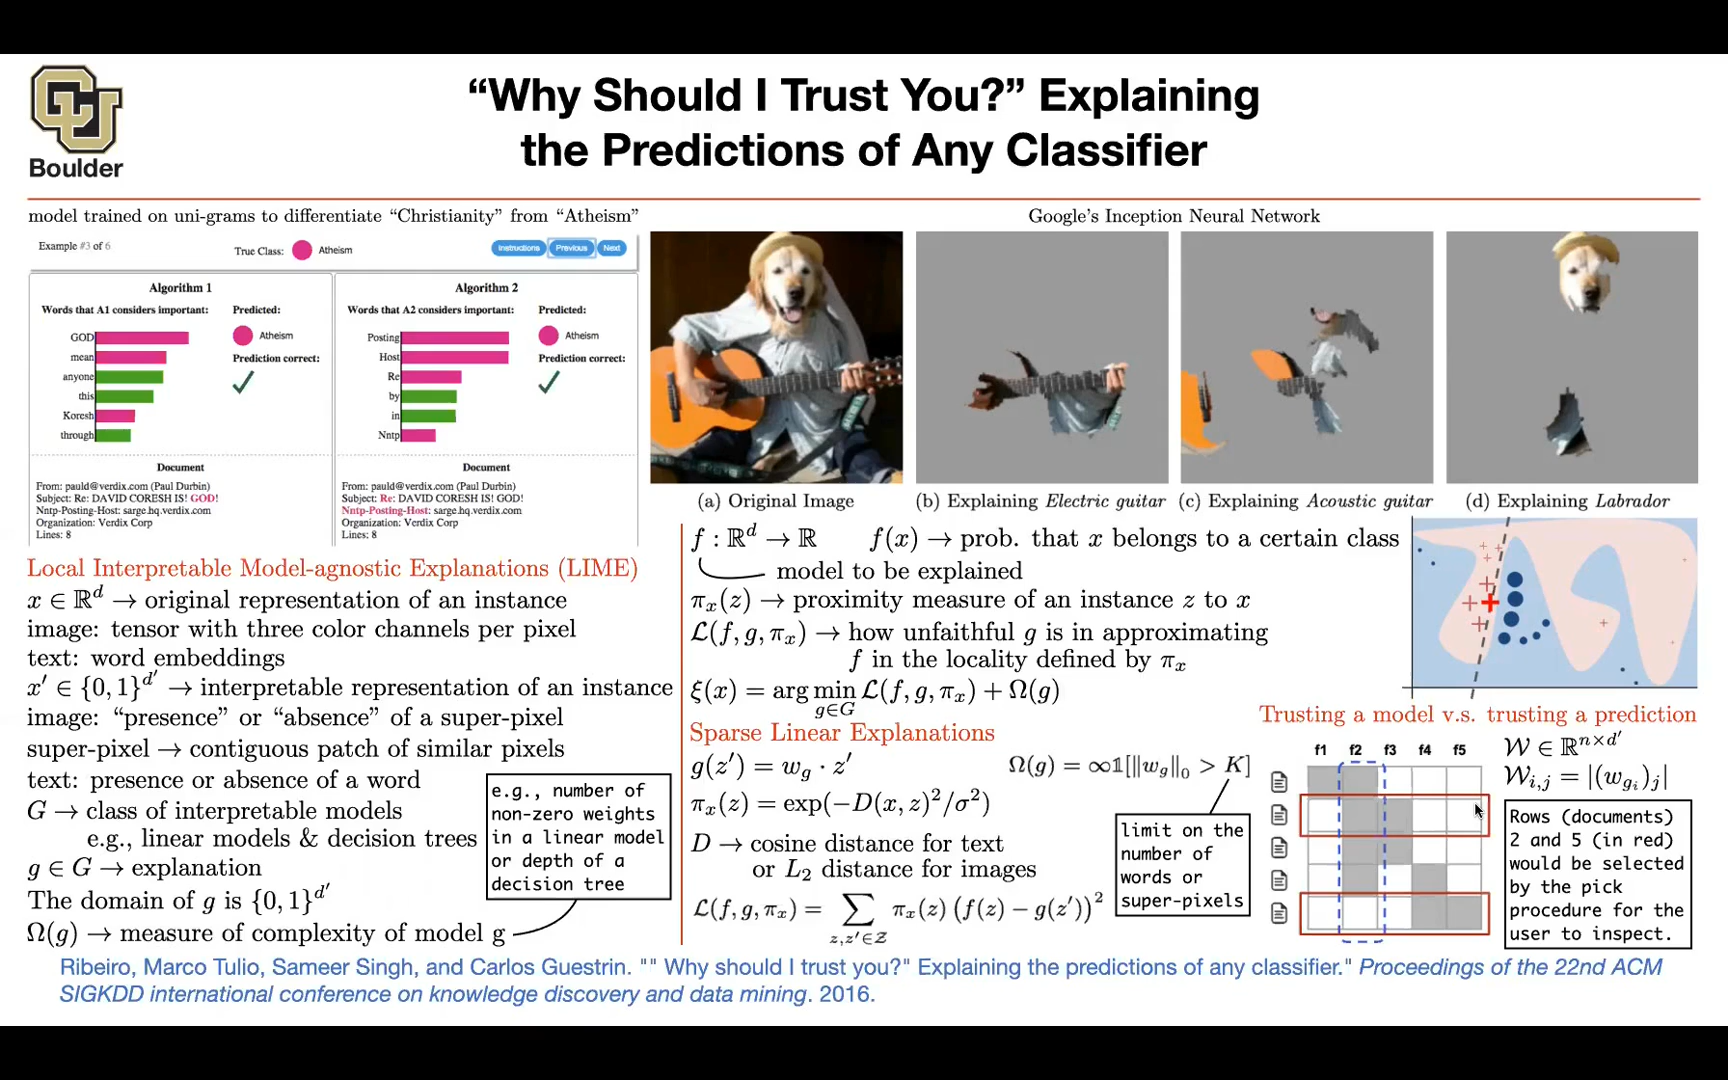 Boulder
“Why Should I Trust You?” Explaining
the Predictions of Any Classifier
model trained on uni-grams to differentiate “Christianity” from “Atheism”
Example #3 of 6
True Class: Atheism
Instructions Previous Next
Algorithm 1
Words that A1 considers important:
Predicted:
Atheism
Prediction correct:
GOD
mean
anyone
this
Koresh
through
Document
From: pauld@verdix.com (Paul Durbin)
Subject: Re: DAVID CORESH IS! GOD!
Nntp-Posting-Host: sarge.hq.verdix.com
Organization: Verdix Corp
Lines: 8
Algorithm 2
Words that A2 considers important:
Predicted:
Atheism
Prediction correct:
Posting
Host
Re
by
in
Nntp
Document
From: pauld@verdix.com (Paul Durbin)
Subject: Re: DAVID CORESH IS! GOD!
Nntp-Posting-Host: sarge.hq.verdix.com
Organization: Verdix Corp
Lines: 8
Google's Inception Neural Network
(a) Original Image
(b) Explaining Electric guitar
(c) Explaining Acoustic guitar
(d) Explaining Labrador
Local Interpretable Model-agnostic Explanations (LIME)
x ∈ ℝ^d → original representation of an instance
image: tensor with three color channels per pixel
text: word embeddings
x′ ∈ {0, 1}^{d′} → interpretable representation of an instance
image: “presence” or “absence” of a super-pixel
super-pixel → contiguous patch of similar pixels
text: presence or absence of a word
G → class of interpretable models
e.g., linear models & decision trees
g ∈ G → explanation
The domain of g is {0, 1}^{d′}
Ω(g) → measure of complexity of model g
e.g., number of
non-zero weights
in a linear model
or depth of a
decision tree
f : ℝ^d → ℝ f(x) → prob. that x belongs to a certain class
model to be explained
π_x(z) → proximity measure of an instance z to x
ℒ(f, g, π_x) → how unfaithful g is in approximating
f in the locality defined by π_x
ξ(x) = arg min_{g∈G} ℒ(f, g, π_x) + Ω(g)
Sparse Linear Explanations
g(z′) = w_g · z′
Ω(g) = ∞𝟙[‖w_g‖_0 > K]
π_x(z) = exp(−D(x, z)^2/σ^2)
D → cosine distance for text
or L_2 distance for images
ℒ(f, g, π_x) = ∑_{z,z′∈𝒵} π_x(z) (f(z) − g(z′))^2
limit on the
number of
words or
super-pixels
Trusting a model v.s. trusting a prediction
f1 f2 f3 f4 f5
𝒲 ∈ ℝ^{n×d′}
𝒲_{i,j} = |(w_{g_i})_j|
Rows (documents)
2 and 5 (in red)
would be selected
by the pick
procedure for the
user to inspect.
Ribeiro, Marco Tulio, Sameer Singh, and Carlos Guestrin. "" Why should I trust you?" Explaining the predictions of any classifier." Proceedings of the 22nd ACM
SIGKDD international conference on knowledge discovery and data mining. 2016.